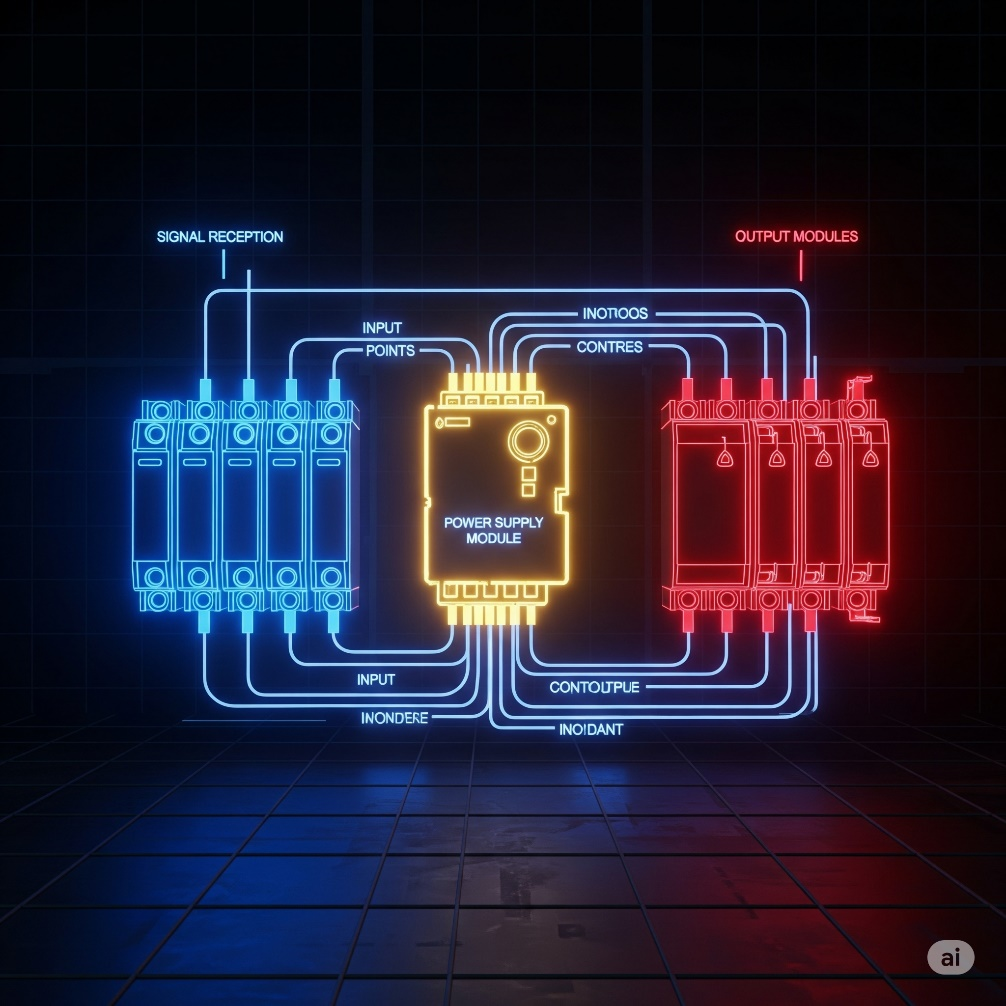 SIGNAL RECEPTION
OUTPUT MODULES
INPUT
POINTS
INOTIOOS
CONTRES
POWER SUPPLY
MODULE
INPUT
CONTOLTPUE
INONDERE
INOIDANT
ai